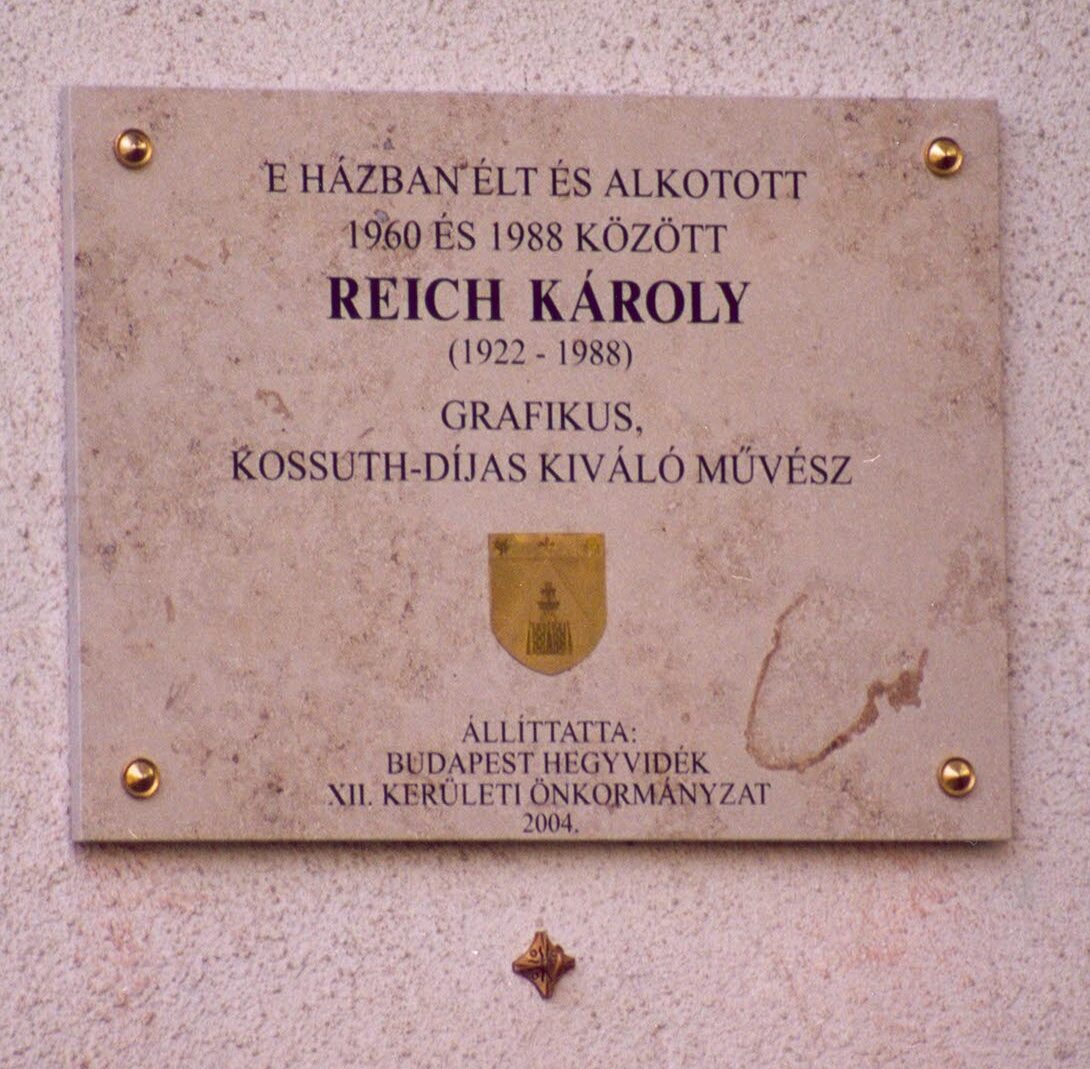 E HÁZBAN ÉLT ÉS ALKOTOTT
1960 ÉS 1988 KÖZÖTT
REICH KÁROLY
(1922 - 1988)
GRAFIKUS,
KOSSUTH-DÍJAS KIVÁLÓ MŰVÉSZ
ÁLLÍTTATTA:
BUDAPEST HEGYVIDÉK
XII. KERÜLETI ÖNKORMÁNYZAT
2004.